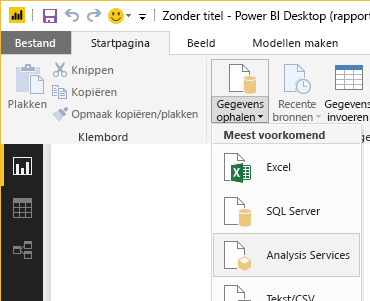 Zonder titel - Power BI Desktop (rapport
Bestand Startpagina Beeld Modellen maken
Plakken
Knippen
Kopiëren
Opmaak kopiëren/plakken
Klembord
Gegevens ophalen
Recente bronnen
Gegevens invoeren
Meest voorkomend
Excel
SQL Server
Analysis Services
Tekst/CSV